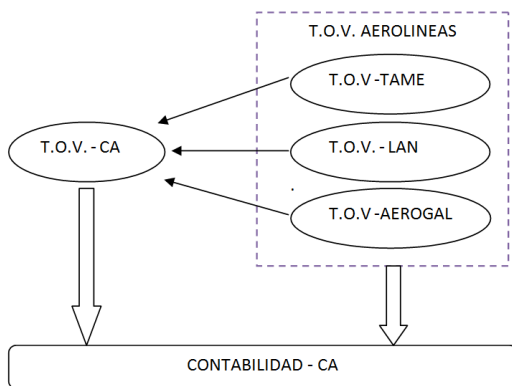 T.O.V. AEROLINEAS
T.O.V -TAME
T.O.V. - CA
T.O.V. - LAN
T.O.V -AEROGAL
CONTABILIDAD - CA